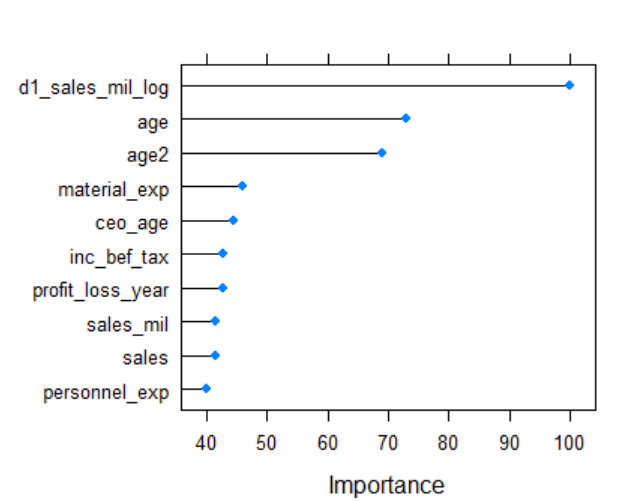 d1_sales_mil_log
age
age2
material_exp
ceo_age
inc_bef_tax
profit_loss_year
sales_mil
sales
personnel_exp
40 50 60 70 80 90 100
Importance